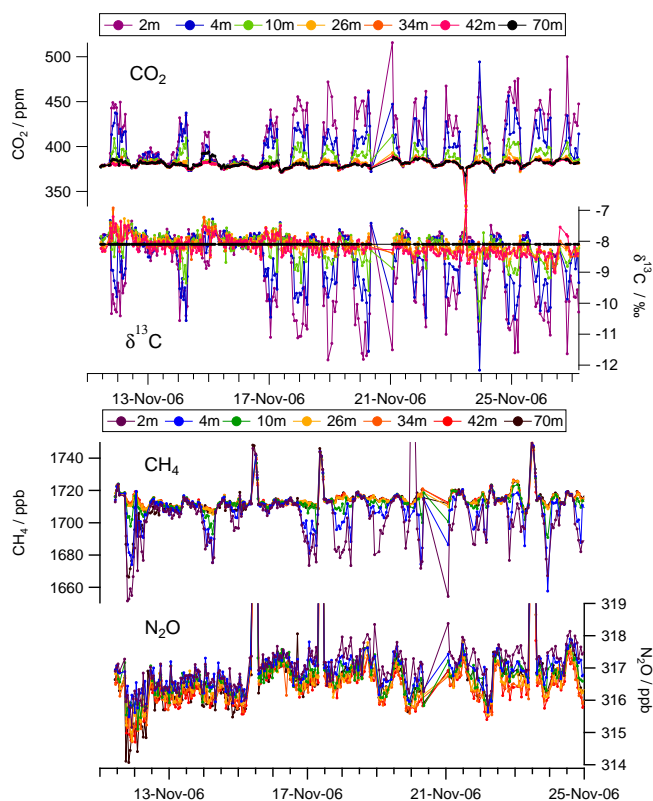 2m 4m 10m 26m 34m 42m 70m
CO2
CO2 / ppm
500
450
400
350
-7
-8
-9
-10
-11
-12
δ13C / ‰
δ13C
13-Nov-06 17-Nov-06 21-Nov-06 25-Nov-06
2m 4m 10m 26m 34m 42m 70m
CH4
CH4 / ppb
1740
1720
1700
1680
1660
N2O
319
318
317
316
315
314
N2O / ppb
13-Nov-06 17-Nov-06 21-Nov-06 25-Nov-06